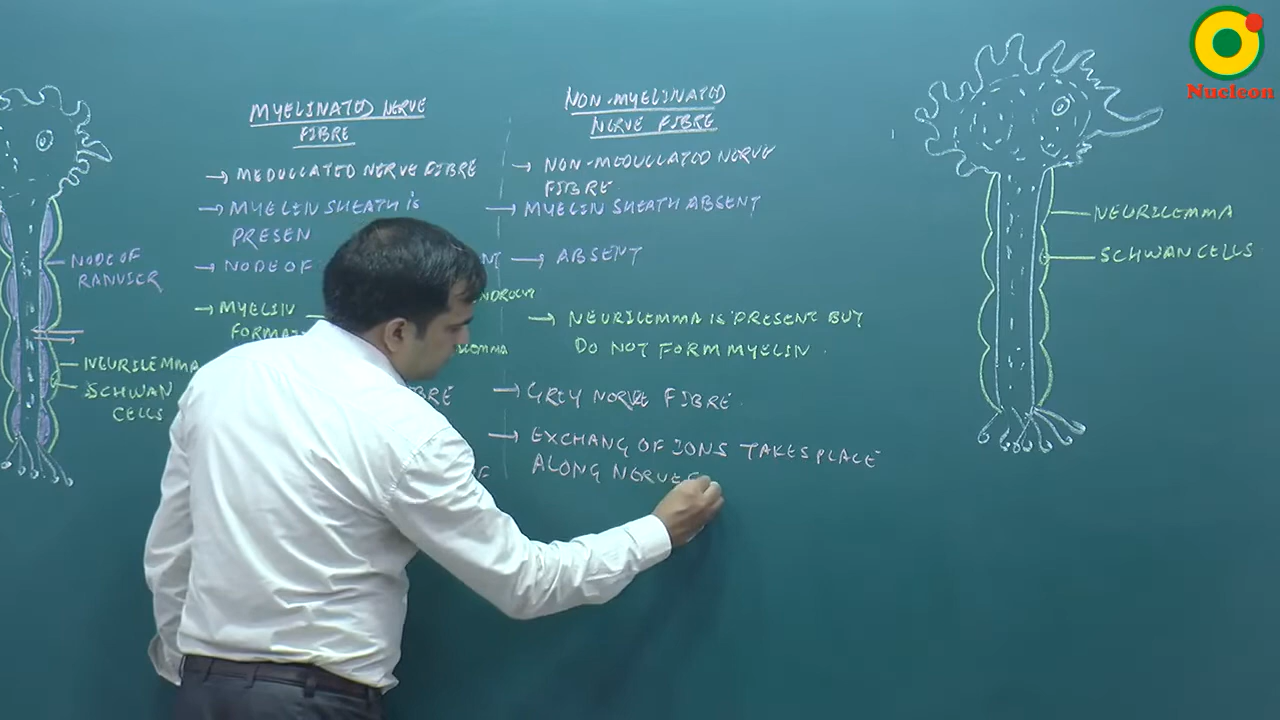 Nucleon
MYELINATED NERVE
FIBRE
→ MEDULLATED NERVE FIBRE
→ MYELIN SHEATH IS
PRESEN
→ NODE OF
→ MYELIN
NON-MYELINATED
NERVE FIBRE
→ NON-MEDULLATED NERVE
FIBRE.
→ MYELIN SHEATH ABSENT
→ ABSENT
→ NEURILEMMA IS PRESENT BUT
DO NOT FORM MYELIN.
→ GREY NERVE FIBRE.
→ EXCHANG OF IONS TAKES PLACE
ALONG NERVE
NODE OF
RANVIER
NEURILEMMA
SCHWAN
CELLS
NEURILEMMA
SCHWAN CELLS